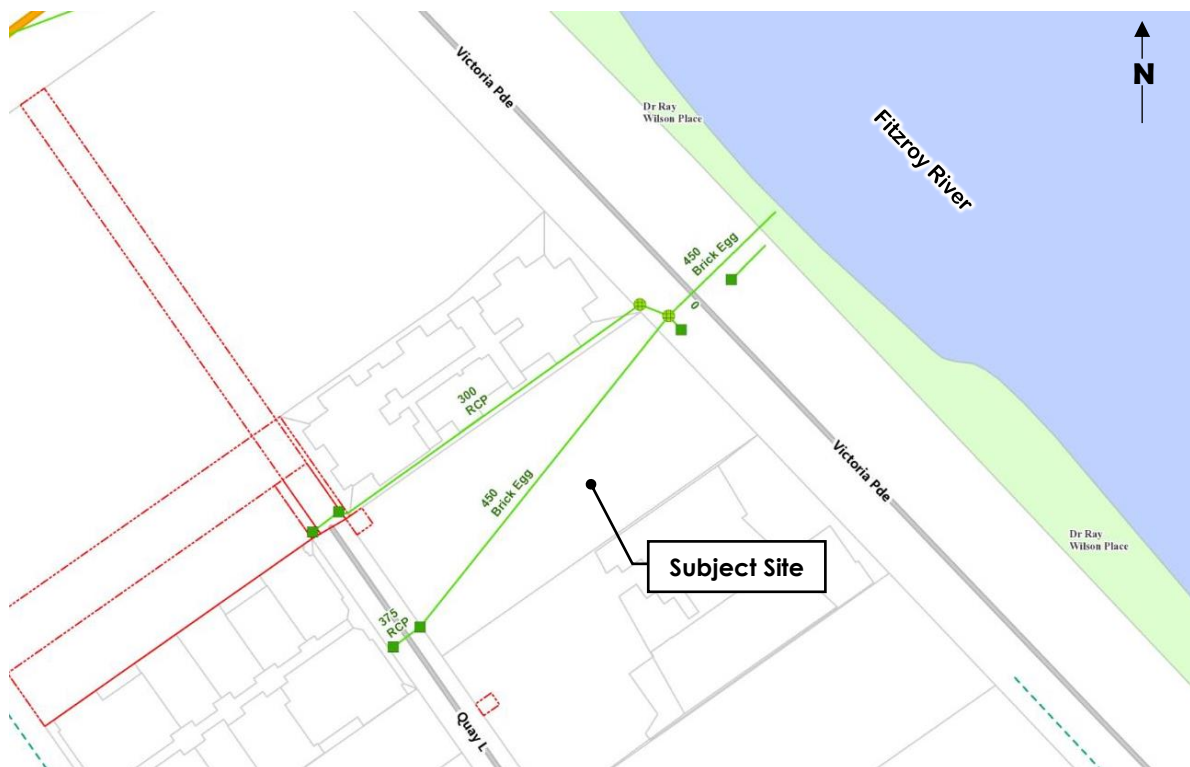 N
Victoria Pde
Dr Ray
Wilson Place
Fitzroy River
450
Brick Egg
0
300
RCP
450
Brick Egg
Victoria Pde
Dr Ray
Wilson Place
Subject Site
375
RCP
Quay L